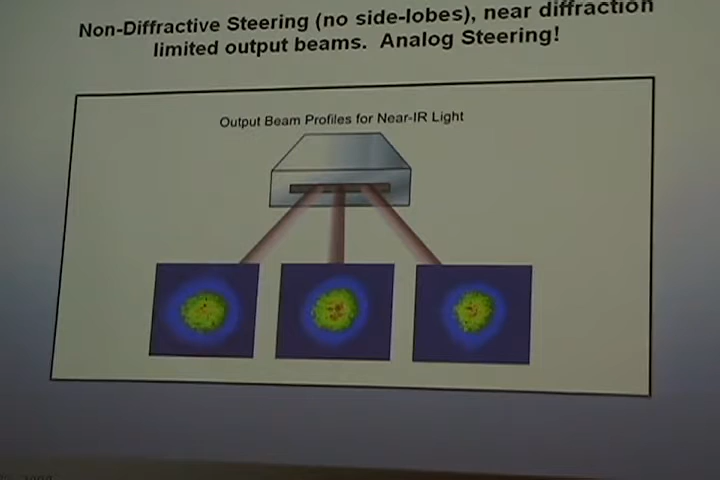 Non-Diffractive Steering (no side-lobes), near diffraction
limited output beams. Analog Steering!
Output Beam Profiles for Near-IR Light